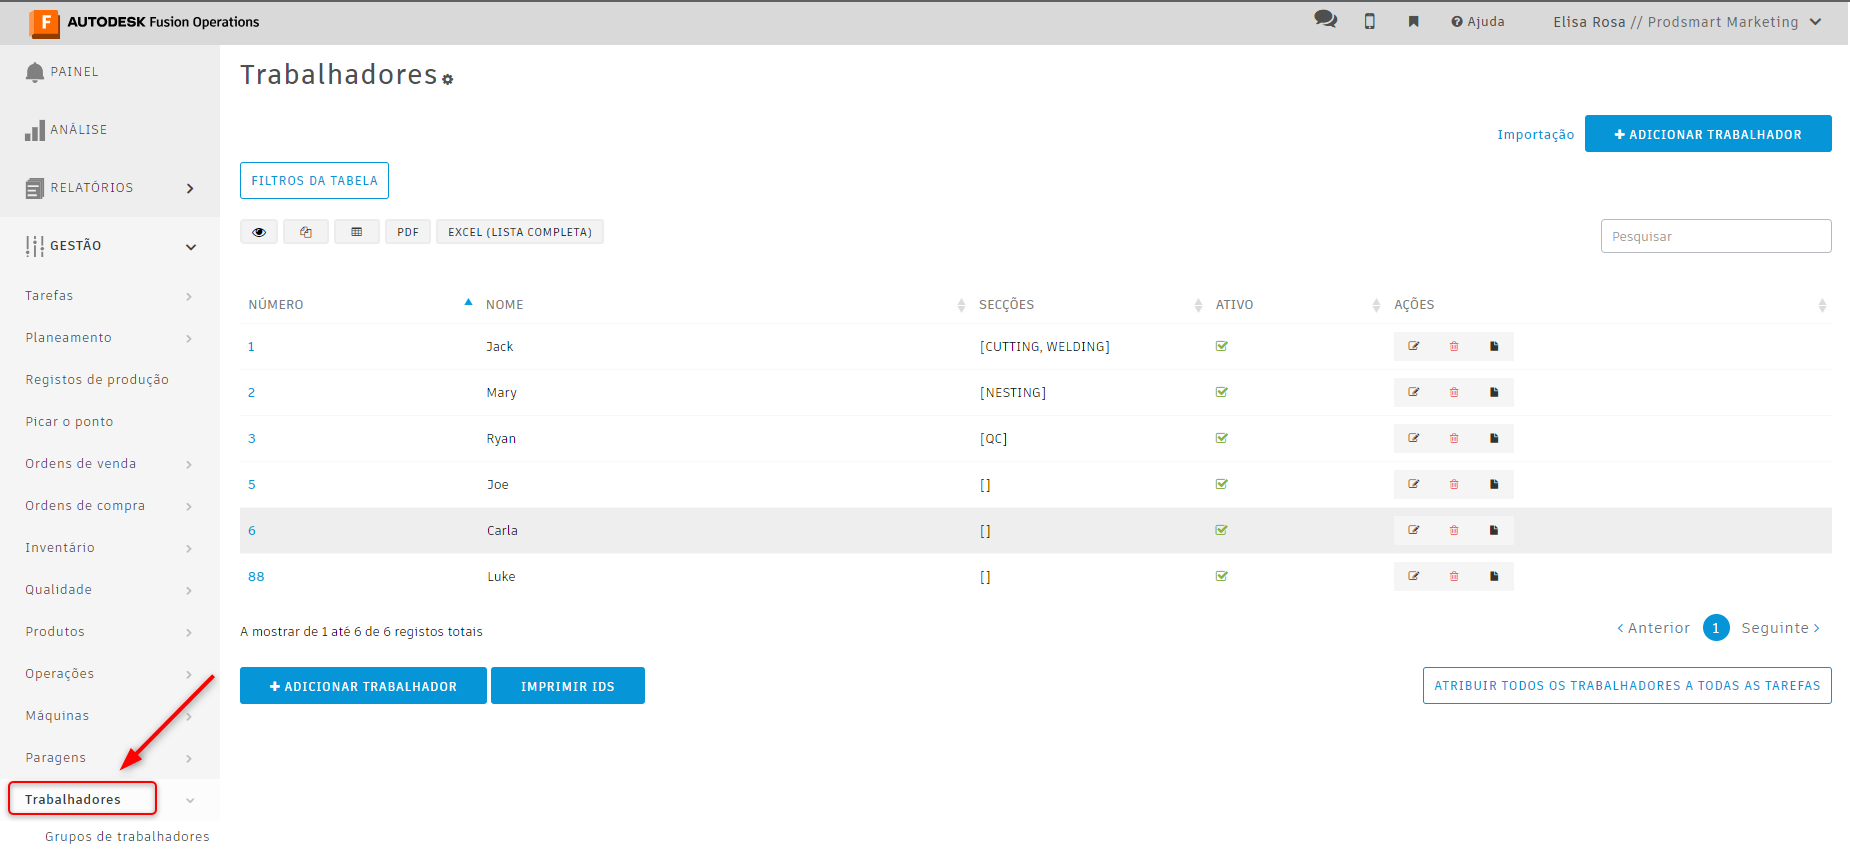 AUTODESK Fusion Operations
Ajuda
Elisa Rosa // Prodsmart Marketing
PAINEL
ANÁLISE
RELATÓRIOS
GESTÃO
Tarefas
Planeamento
Registos de produção
Picar o ponto
Ordens de venda
Ordens de compra
Inventário
Qualidade
Produtos
Operações
Máquinas
Paragens
Trabalhadores
Grupos de trabalhadores
Trabalhadores
Importação
ADICIONAR TRABALHADOR
FILTROS DA TABELA
PDF
EXCEL (LISTA COMPLETA)
Pesquisar
NÚMERO NOME SECÇÕES ATIVO AÇÕES
1 Jack [CUTTING, WELDING]
2 Mary [NESTING]
3 Ryan [QC]
5 Joe []
6 Carla []
88 Luke []
A mostrar de 1 até 6 de 6 registos totais
Anterior 1 Seguinte
ADICIONAR TRABALHADOR
IMPRIMIR IDS
ATRIBUIR TODOS OS TRABALHADORES A TODAS AS TAREFAS